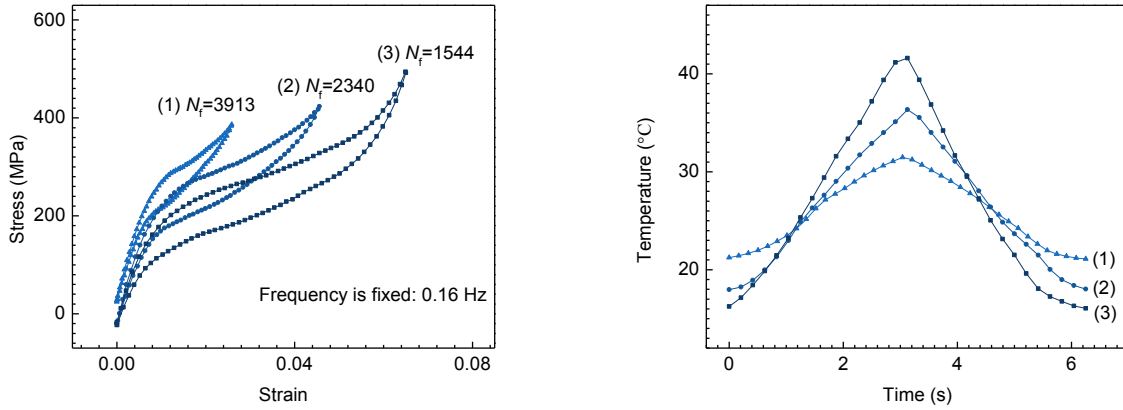 600
400
200
0
0.00
0.04
0.08
Stress (MPa)
Strain
(1) Nf=3913
(2) Nf=2340
(3) Nf=1544
Frequency is fixed: 0.16 Hz
40
30
20
0
2
4
6
Temperature (°C)
Time (s)
(1)
(2)
(3)